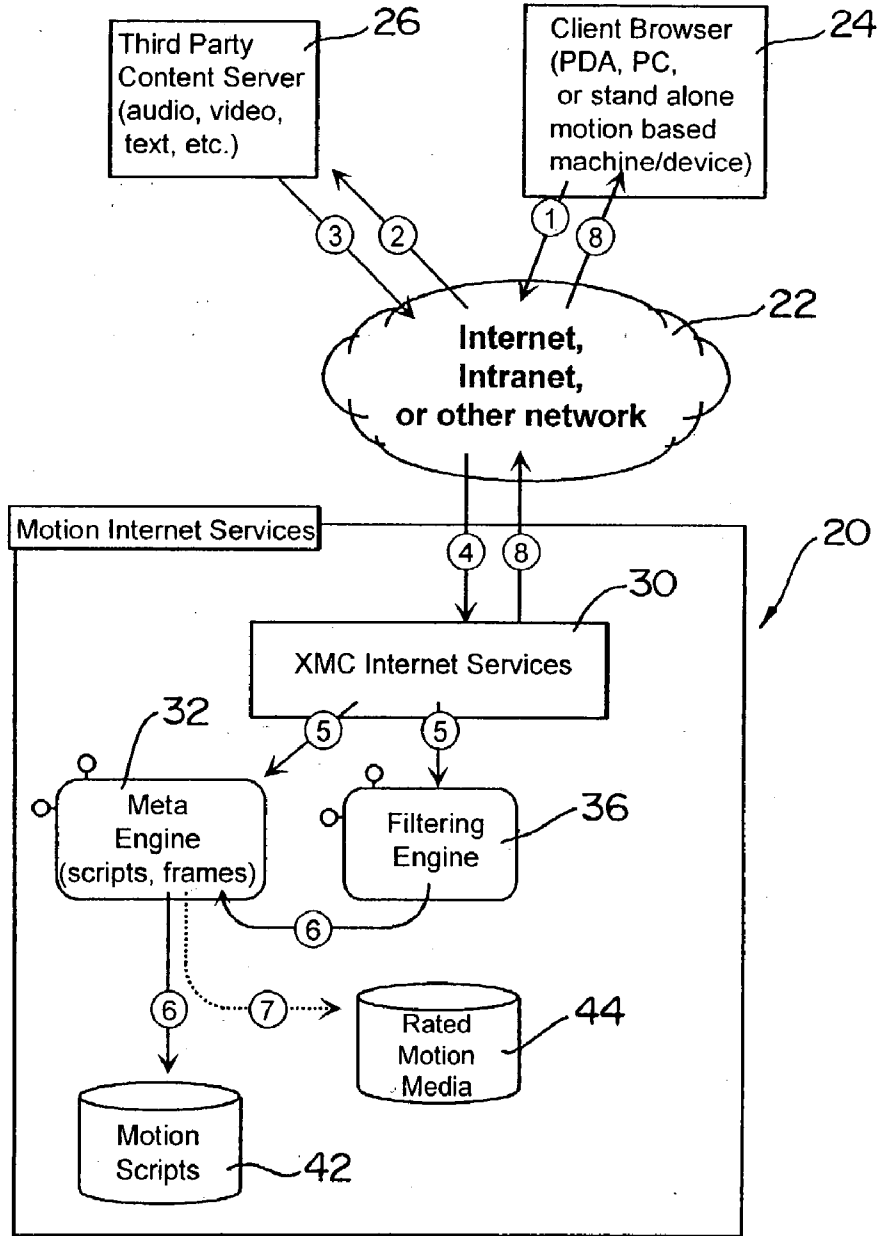 26
Third Party
Content Server
(audio, video,
text, etc.)
24
Client Browser
(PDA, PC,
or stand alone
motion based
machine/device)
3
2
1
8
22
Internet,
Intranet,
or other network
Motion Internet Services
20
4
8
30
XMC Internet Services
32
5
5
Meta
Engine
(scripts, frames)
36
Filtering
Engine
6
6
7
44
Rated
Motion
Media
Motion
Scripts
42